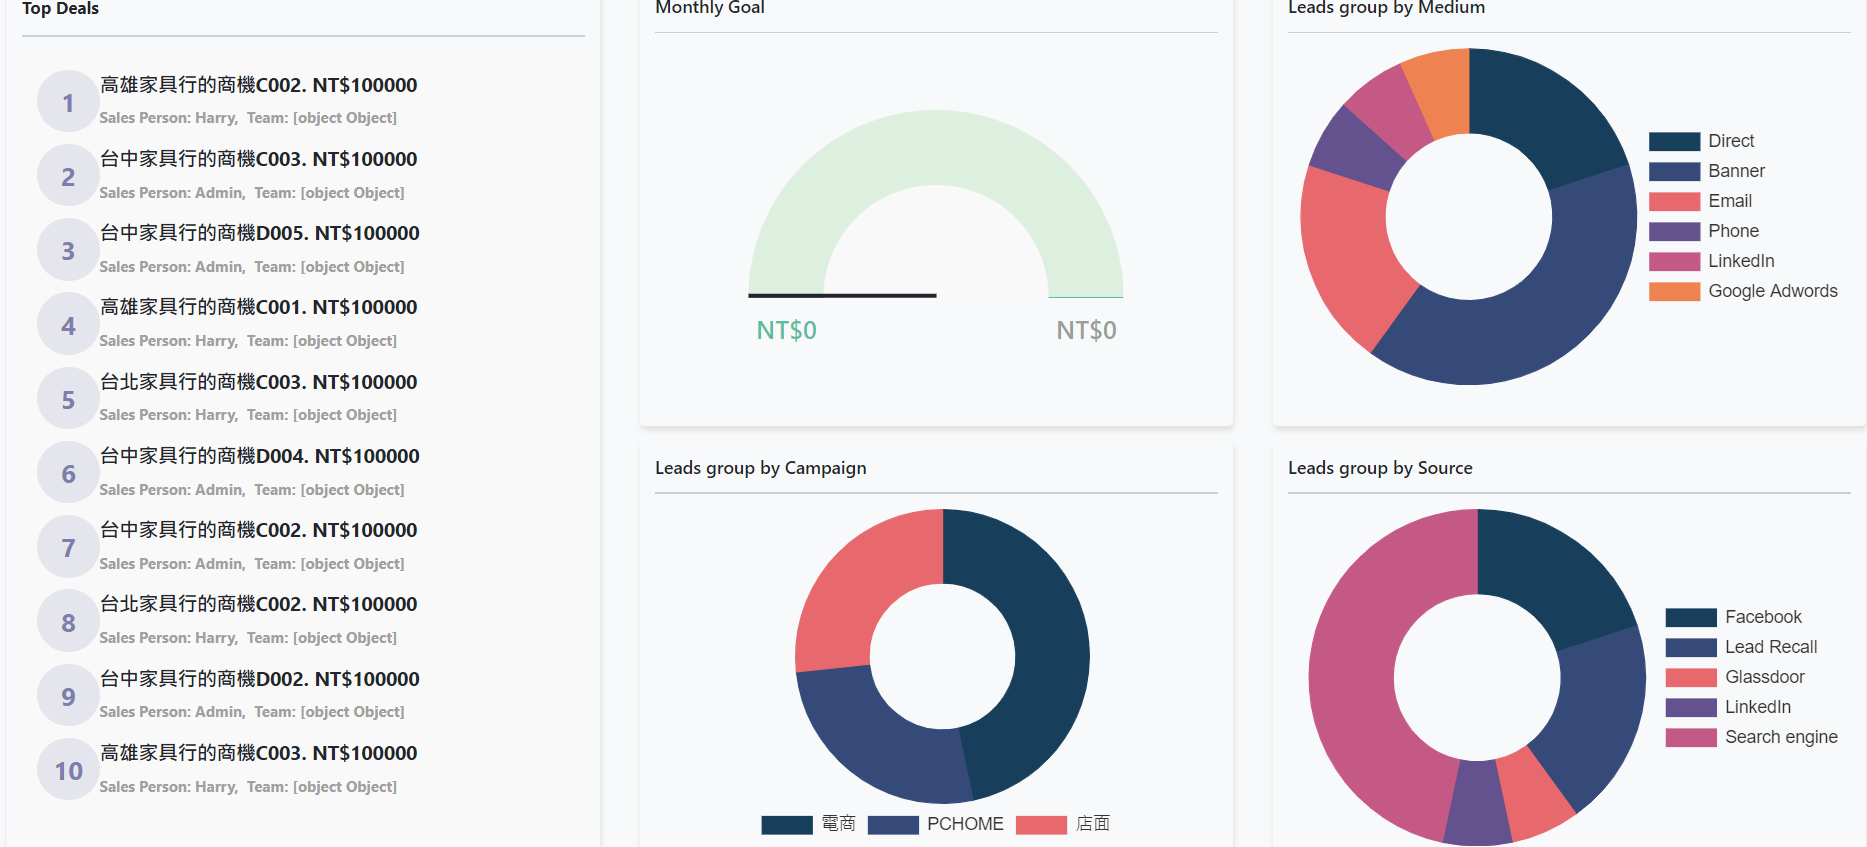 Top Deals
1
高雄家具行的商機C002. NT$100000
Sales Person: Harry, Team: [object Object]
2
台中家具行的商機C003. NT$100000
Sales Person: Admin, Team: [object Object]
3
台中家具行的商機D005. NT$100000
Sales Person: Admin, Team: [object Object]
4
高雄家具行的商機C001. NT$100000
Sales Person: Harry, Team: [object Object]
5
台北家具行的商機C003. NT$100000
Sales Person: Harry, Team: [object Object]
6
台中家具行的商機D004. NT$100000
Sales Person: Admin, Team: [object Object]
7
台中家具行的商機C002. NT$100000
Sales Person: Admin, Team: [object Object]
8
台北家具行的商機C002. NT$100000
Sales Person: Harry, Team: [object Object]
9
台中家具行的商機D002. NT$100000
Sales Person: Admin, Team: [object Object]
10
高雄家具行的商機C003. NT$100000
Sales Person: Harry, Team: [object Object]
Monthly Goal
NT$0 NT$0
Leads group by Medium
Direct
Banner
Email
Phone
LinkedIn
Google Adwords
Leads group by Campaign
電商 PCHOME 店面
Leads group by Source
Facebook
Lead Recall
Glassdoor
LinkedIn
Search engine